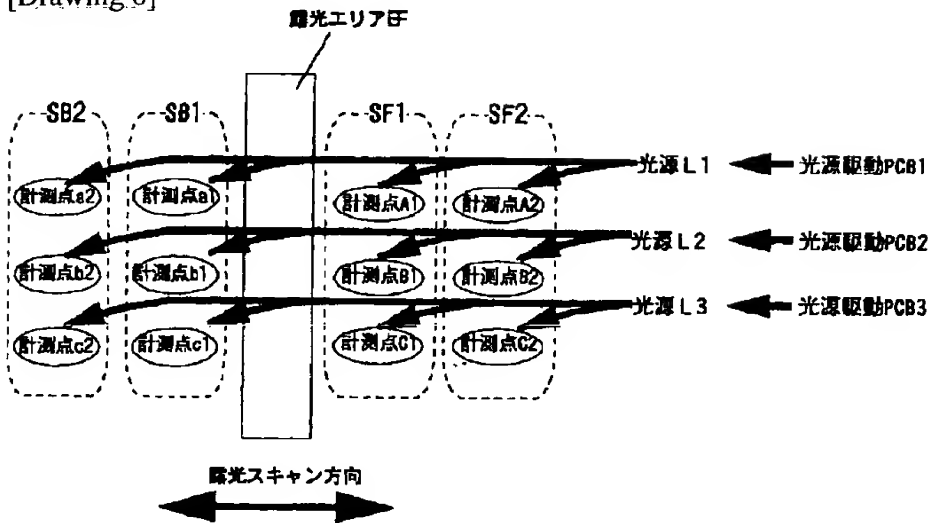 [Drawing 6]
露光エリアEF
SB2 SB1 SF1 SF2
光源L1 光源駆動PCB1
計測点a2 計測点a1 計測点A1 計測点A2
光源L2 光源駆動PCB2
計測点b2 計測点b1 計測点B1 計測点B2
光源L3 光源駆動PCB3
計測点c2 計測点c1 計測点C1 計測点C2
露光スキャン方向